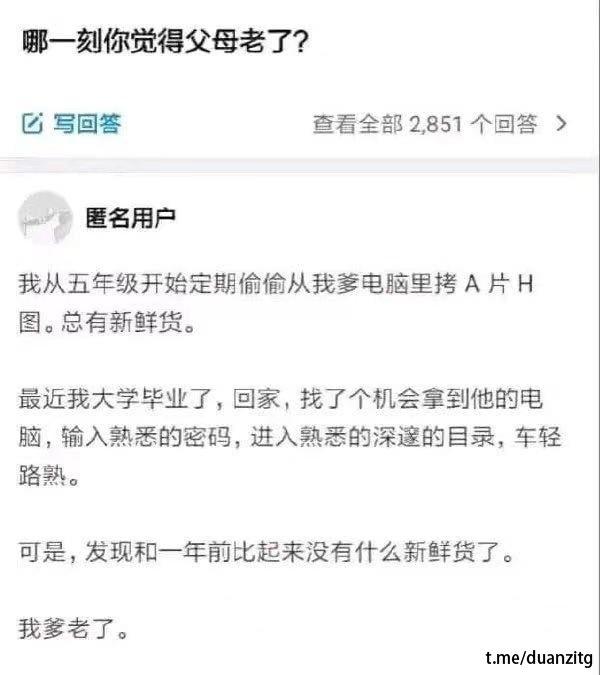 哪一刻你觉得父母老了?
写回答
查看全部 2,851 个回答 >
匿名用户
我从五年级开始定期偷偷从我爹电脑里拷 A 片 H
图。总有新鲜货。
最近我大学毕业了，回家，找了个机会拿到他的电
脑，输入熟悉的密码，进入熟悉的深邃的目录，车轻
路熟。
可是，发现和一年前比起来没有什么新鲜货了。
我爹老了。
t.me/duanzitg